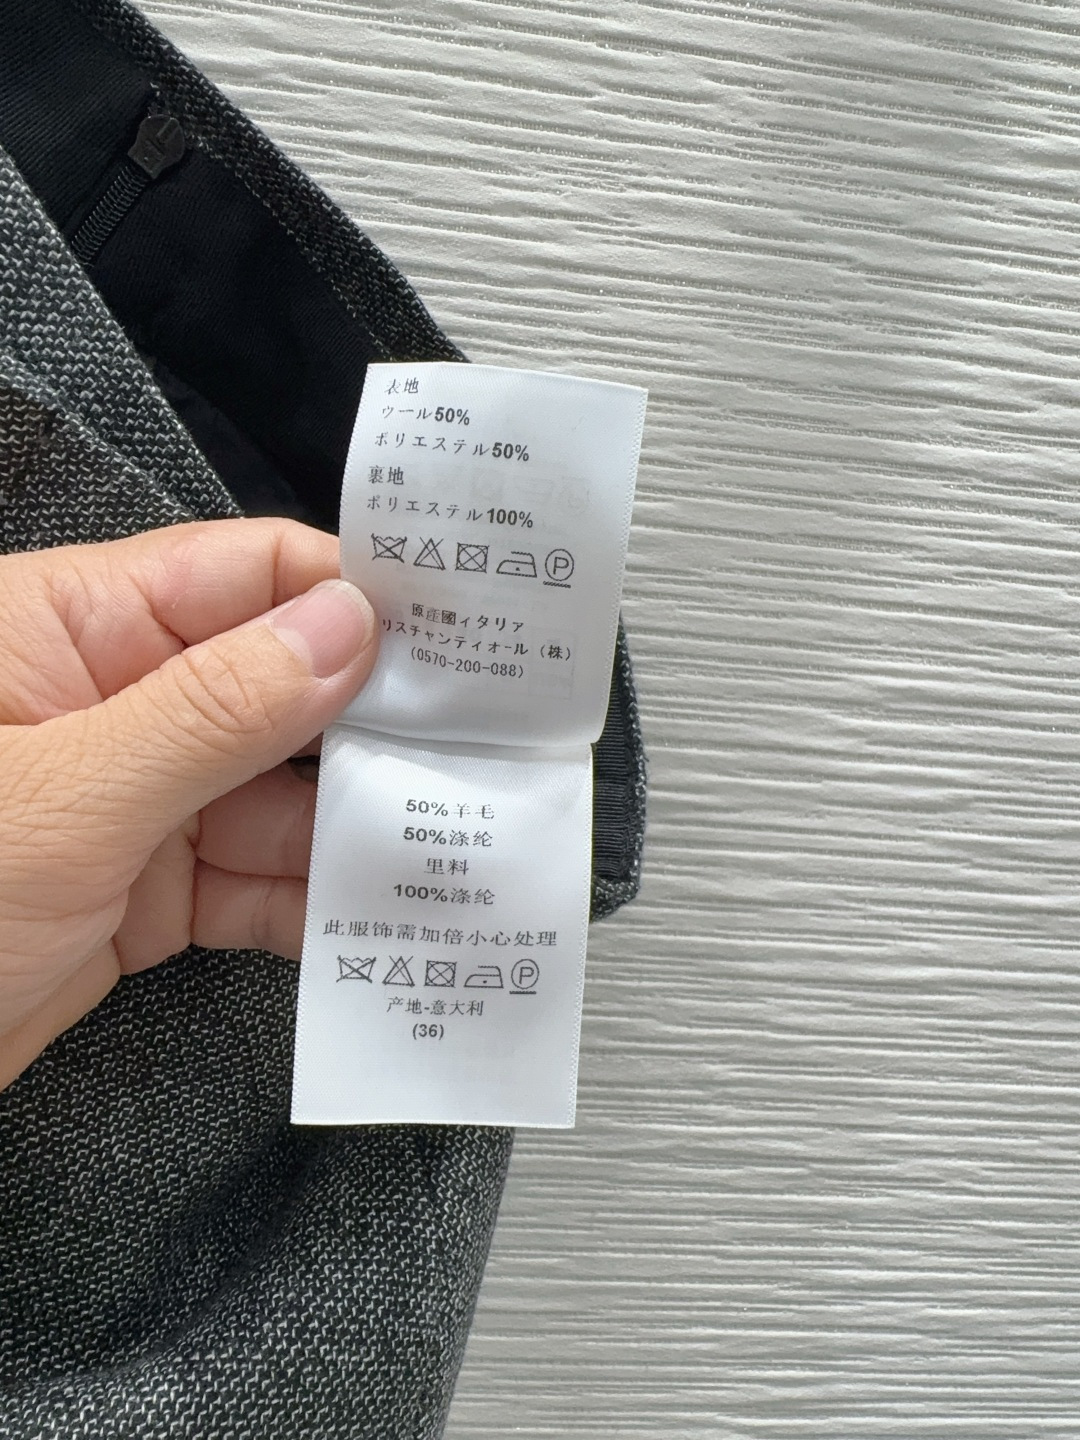 表地
ウール50%
ポリエステル50%
裏地
ポリエステル100%
P
原産國イタリア
リスチャンディオール（株）
(0570-200-088)
50%羊毛
50%涤纶
里料
100%涤纶
此服饰需加倍小心处理
P
产地-意大利
(36)